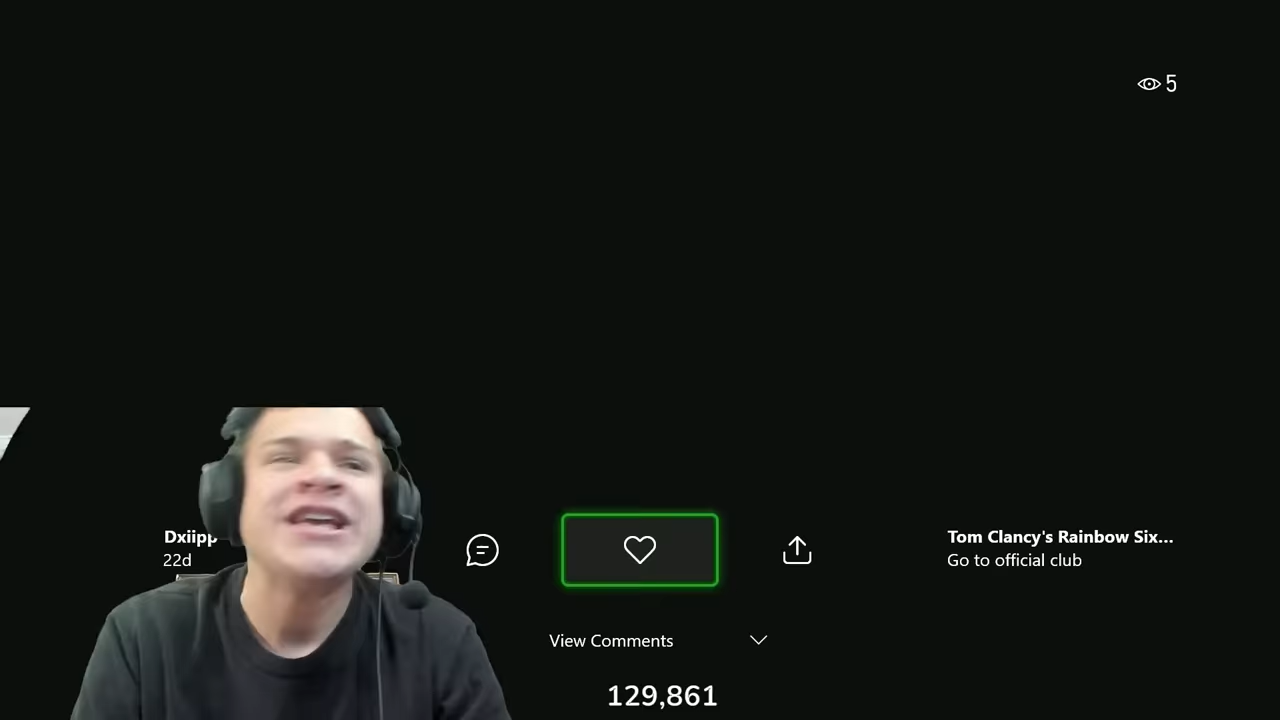 5
Dxiipp
22d
Tom Clancy's Rainbow Six...
Go to official club
View Comments
129,861